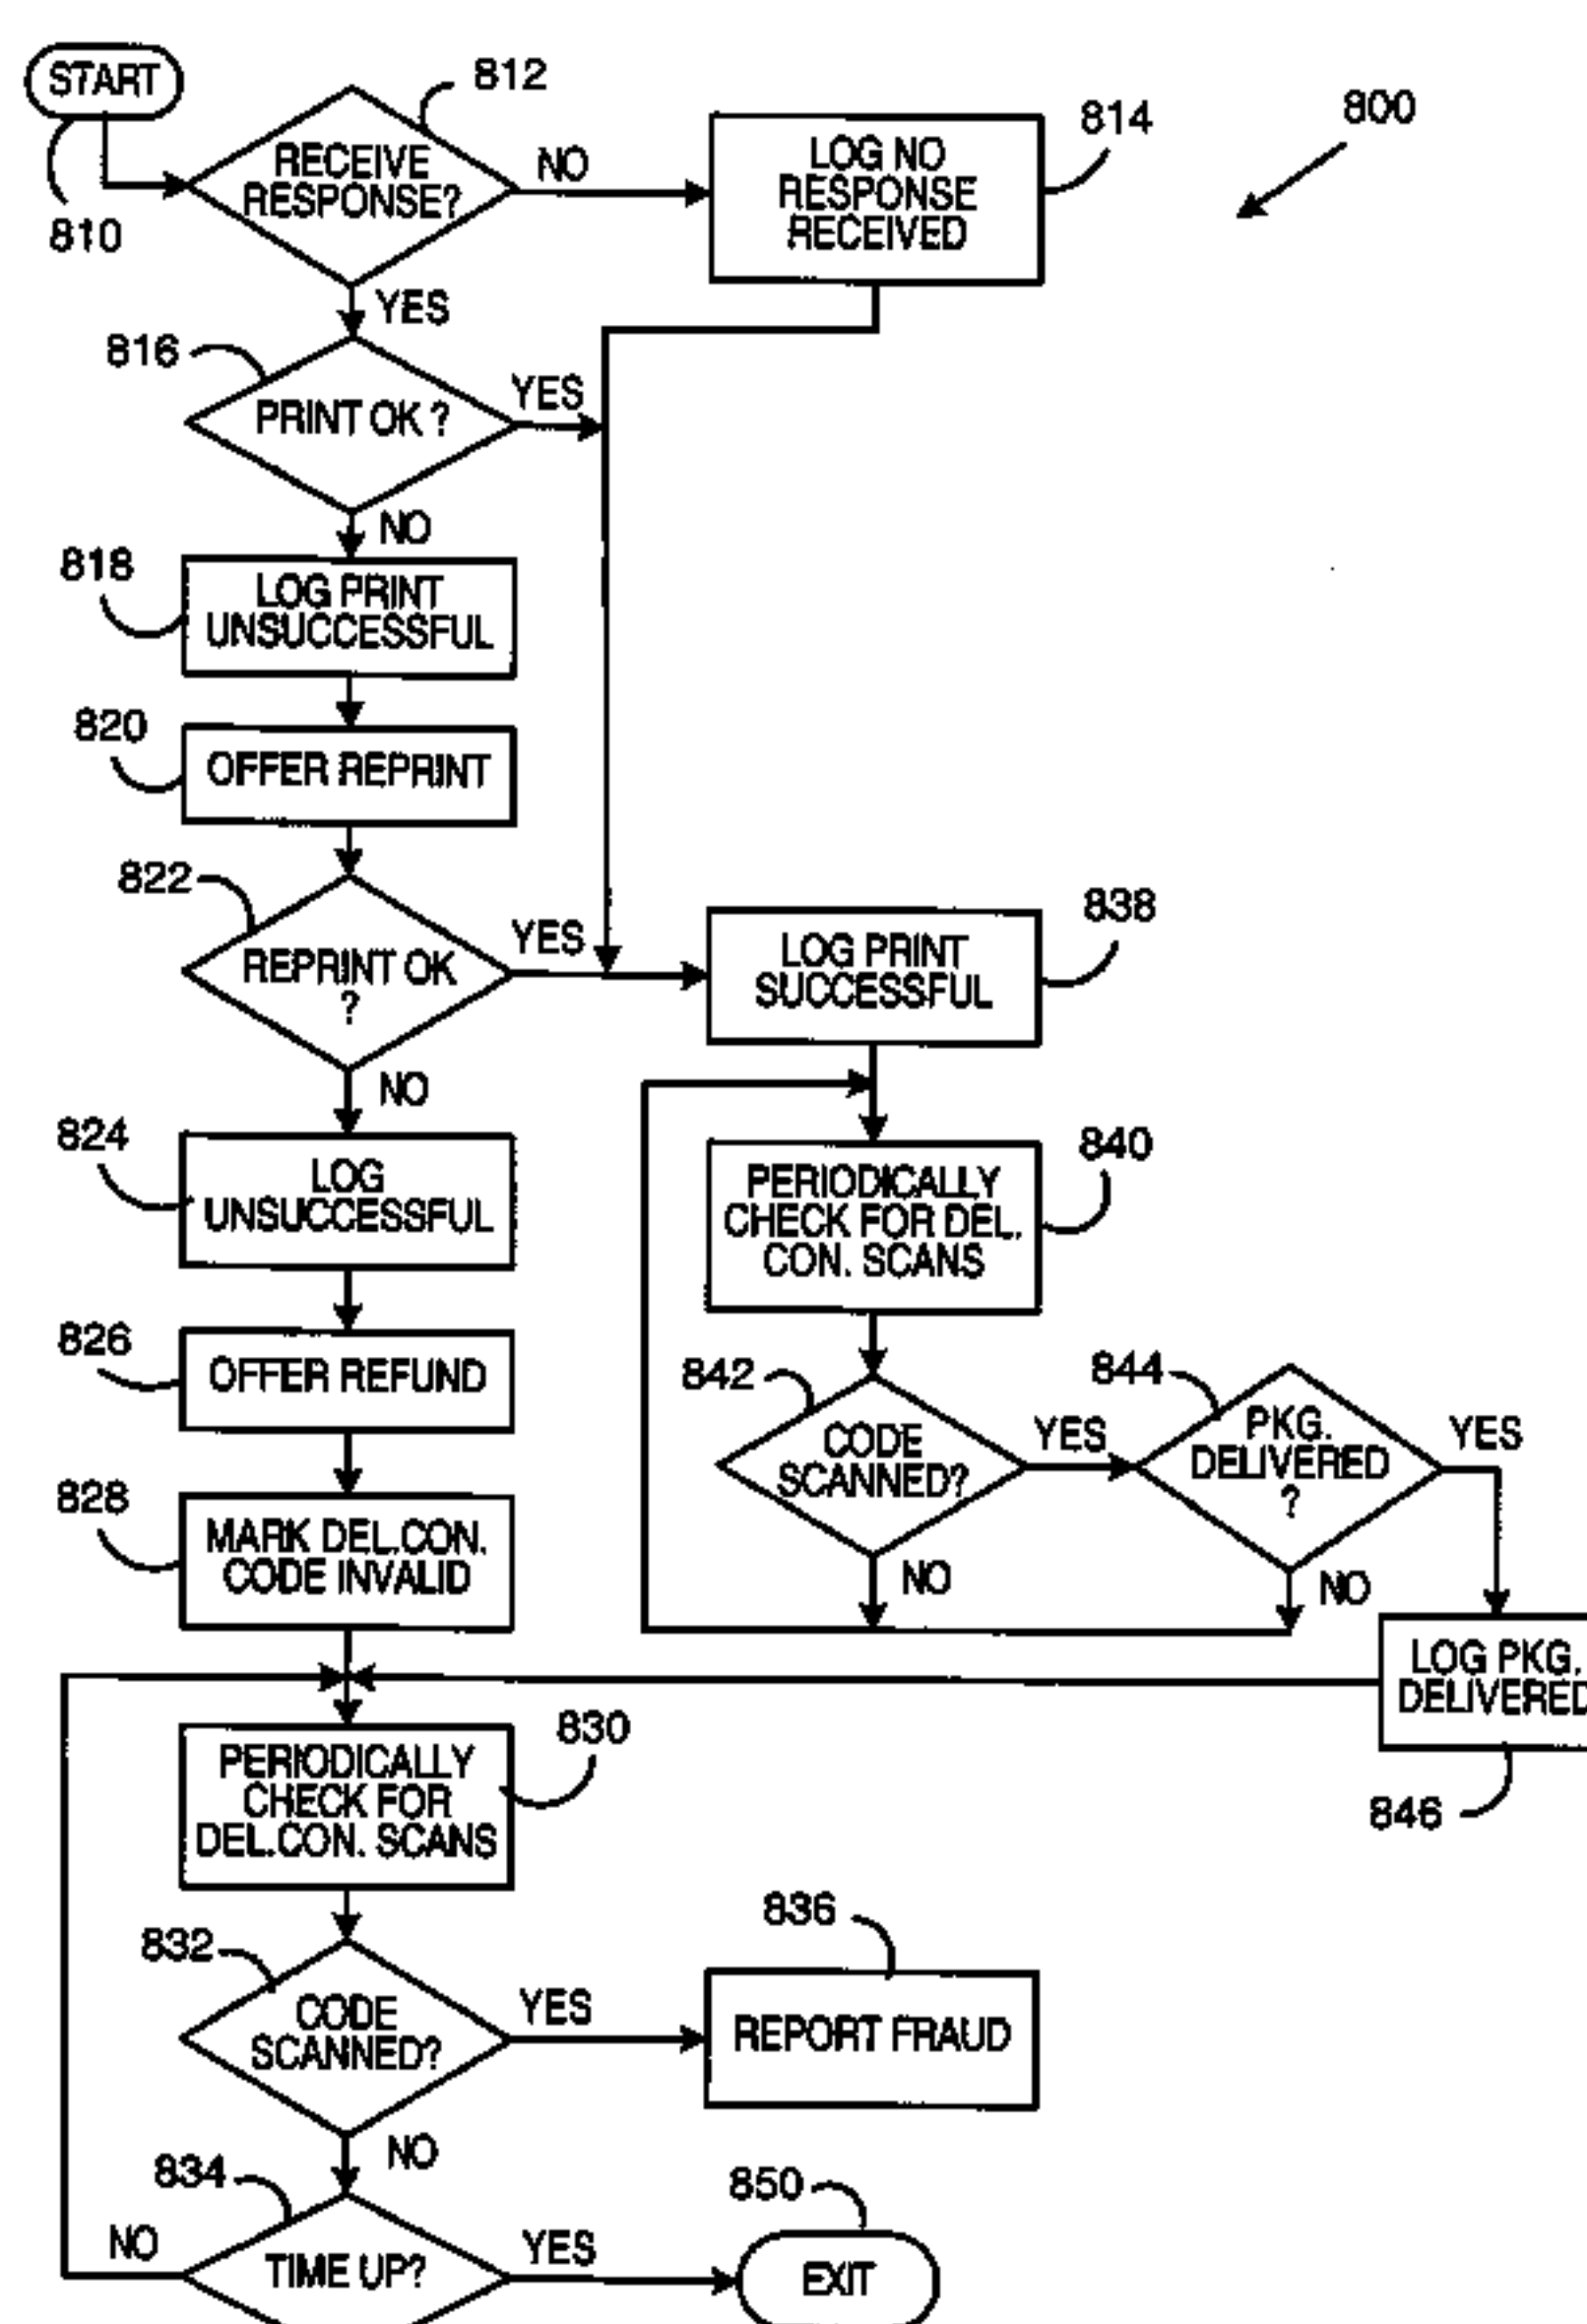 START
810
812
RECEIVE
RESPONSE?
NO
YES
LOG NO
RESPONSE
RECEIVED
814
800
816
PRINT OK ?
YES
NO
818
LOG PRINT
UNSUCCESSFUL
820
OFFER REPRINT
822
REPRINT OK
?
YES
NO
838
LOG PRINT
SUCCESSFUL
824
LOG
UNSUCCESSFUL
840
PERIODICALLY
CHECK FOR DEL.
CON. SCANS
826
OFFER REFUND
842
CODE
SCANNED?
YES
NO
844
PKG.
DELIVERED
?
YES
NO
828
MARK DEL.CON.
CODE INVALID
LOG PKG.
DELIVERED
846
830
PERIODICALLY
CHECK FOR
DEL.CON. SCANS
832
CODE
SCANNED?
YES
NO
836
REPORT FRAUD
834
TIME UP?
NO
YES
850
EXIT